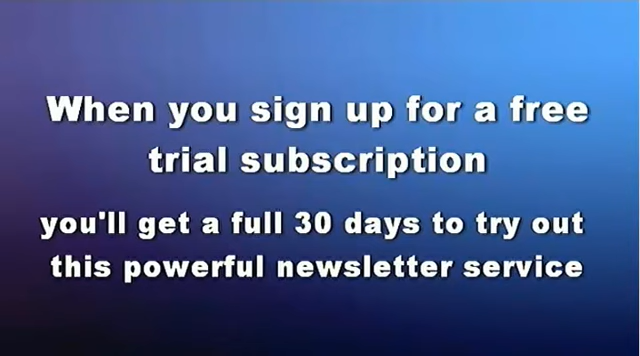 When you sign up for a free
trial subscription
you'll get a full 30 days to try out
this powerful newsletter service